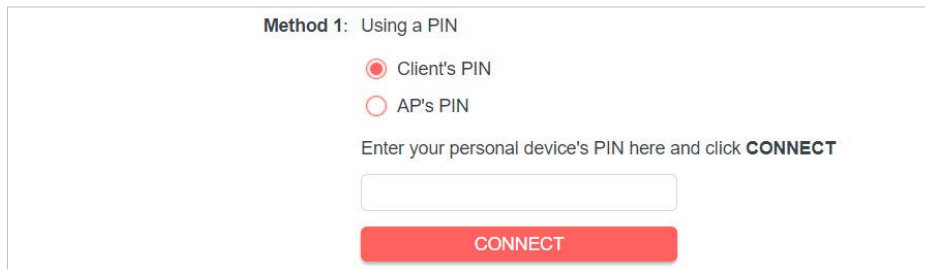 Method 1: Using a PIN
Client's PIN
AP's PIN
Enter your personal device's PIN here and click CONNECT
CONNECT